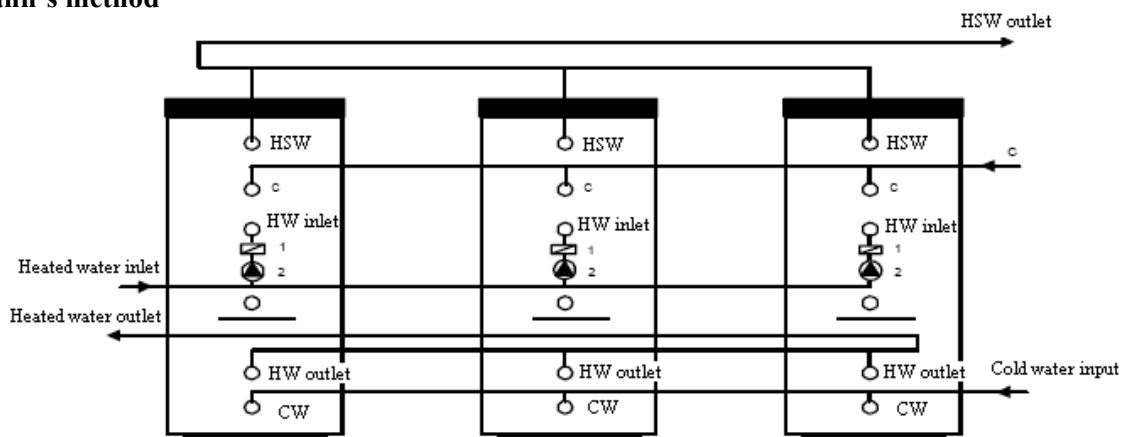 method
HSW outlet
HSW HSW HSW
c
c c c
HW inlet HW inlet HW inlet
1 1 1
Heated water inlet 2 2 2
Heated water outlet
HW outlet HW outlet HW outlet Cold water input
CW CW CW